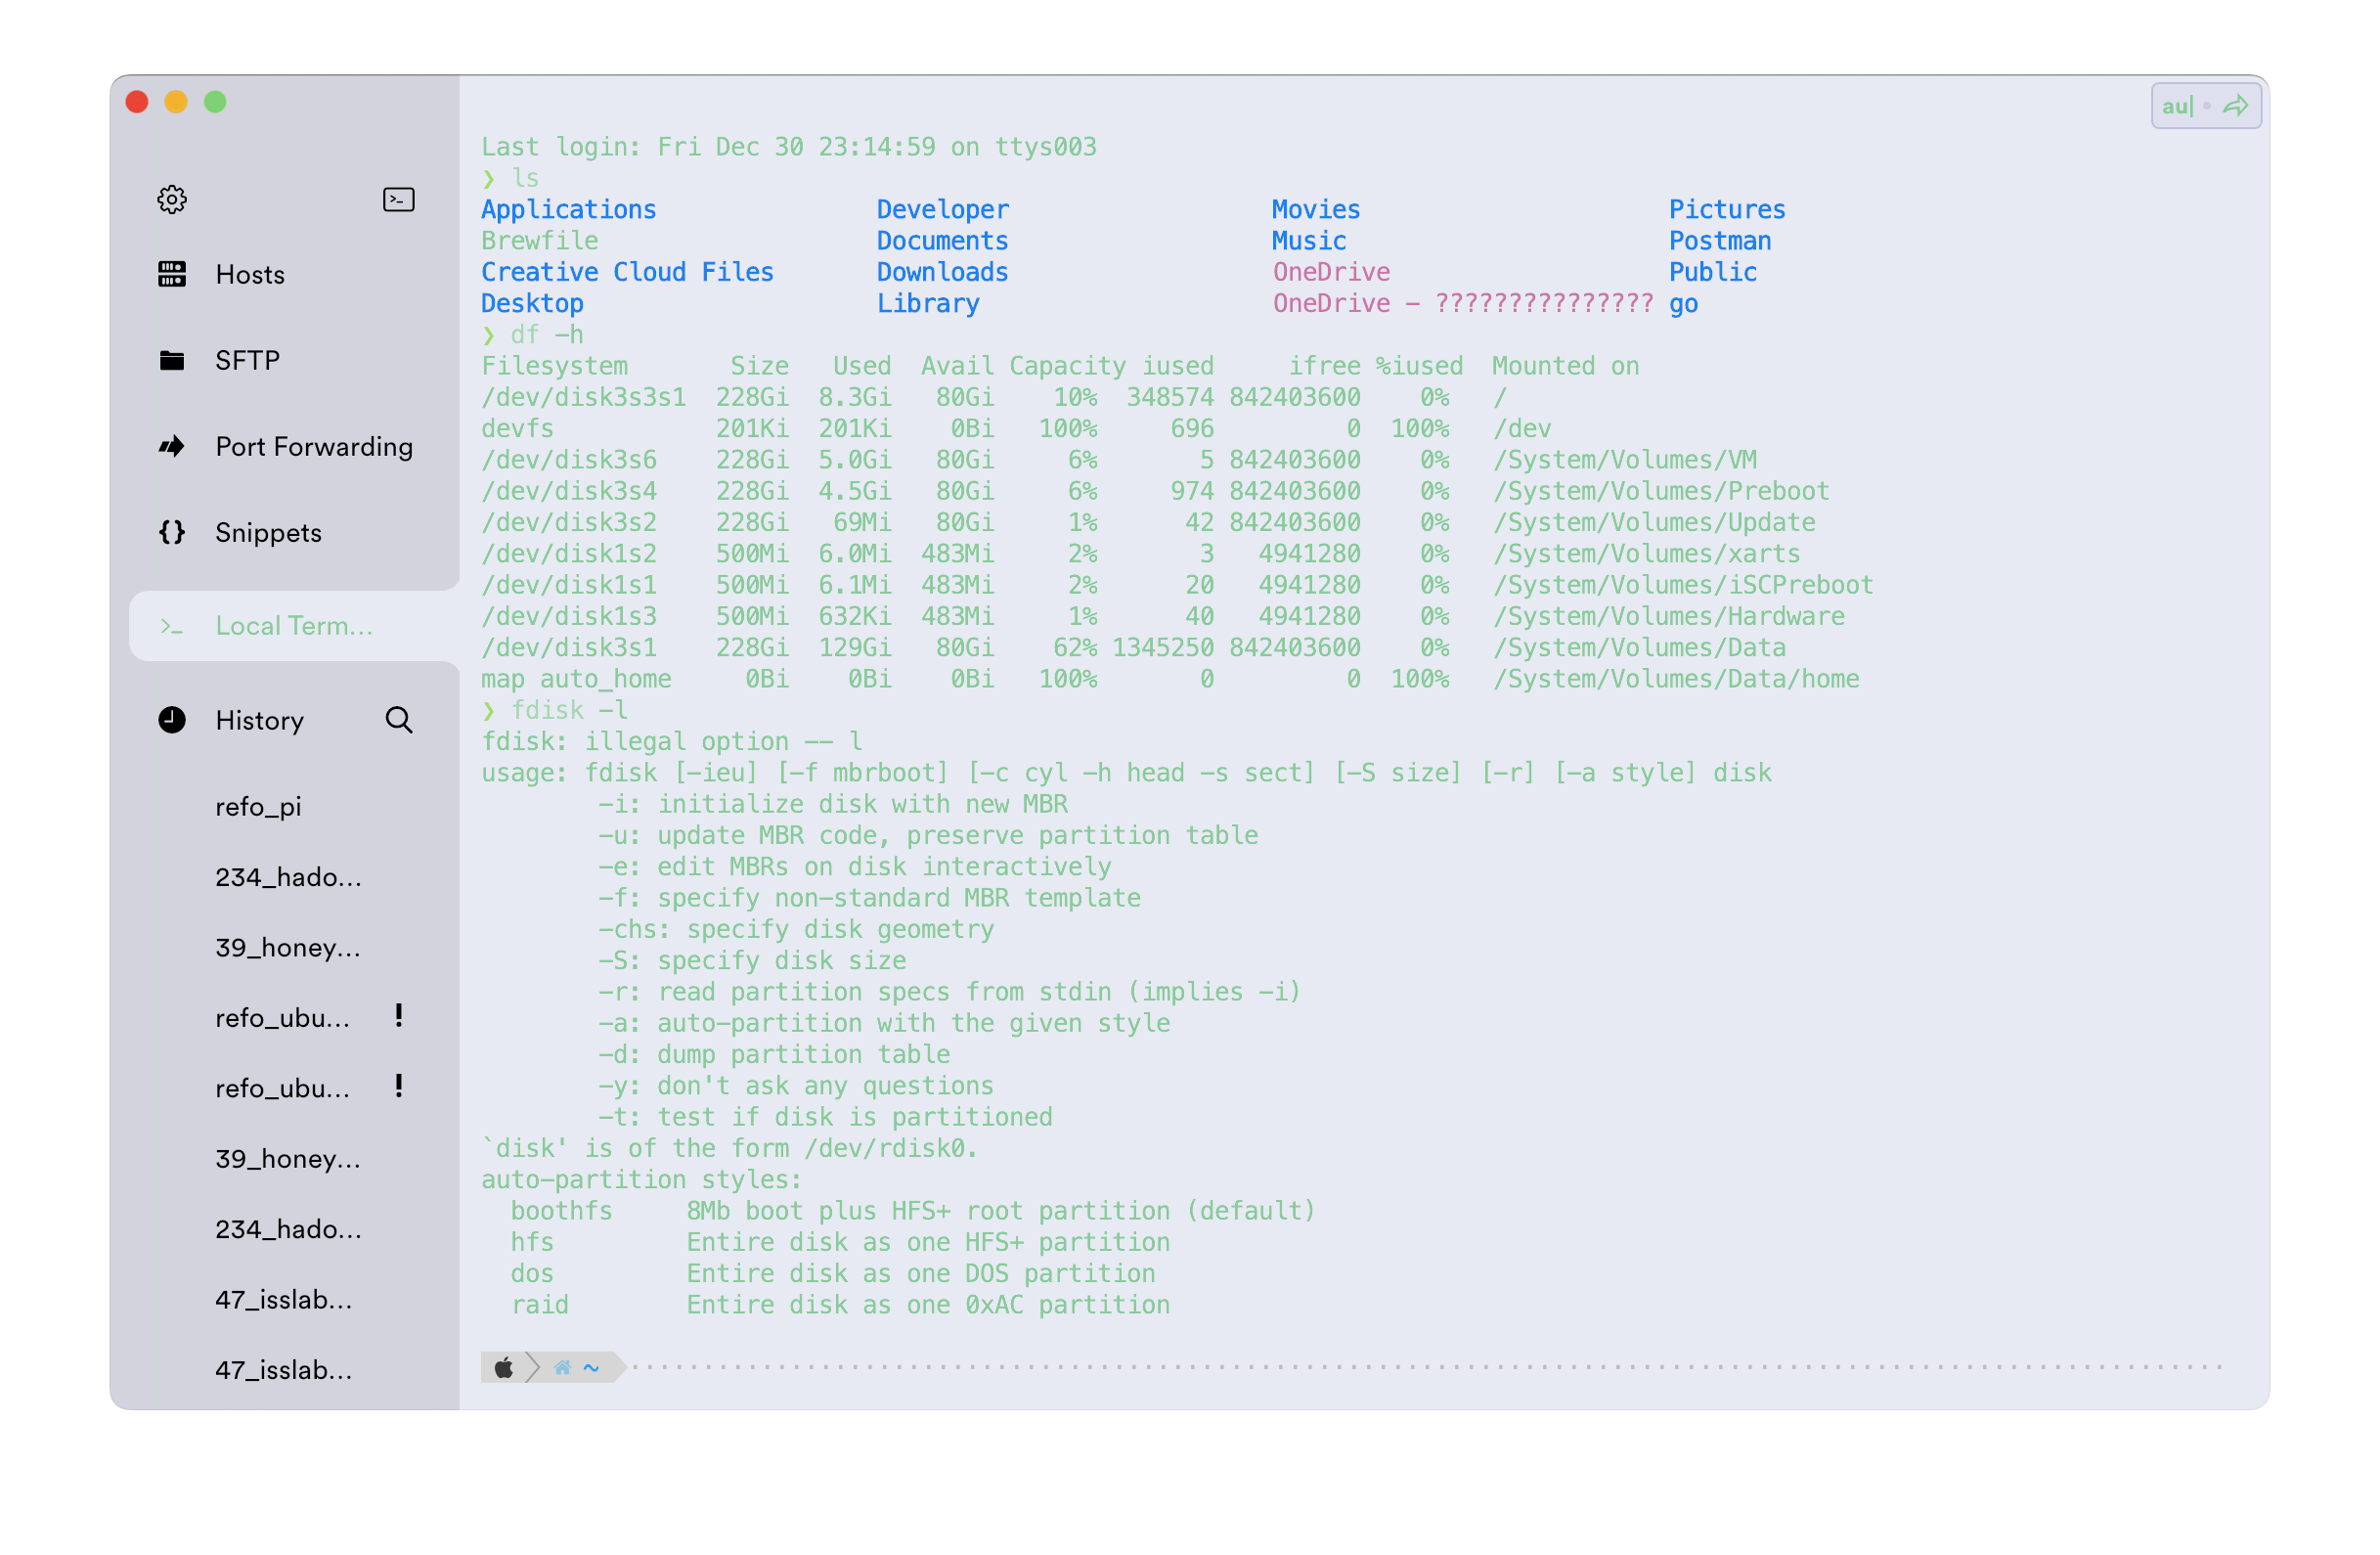 au|
Hosts
SFTP
Port Forwarding
Snippets
Local Term...
History
refo_pi
234_hado...
39_honey...
refo_ubu... !
refo_ubu... !
39_honey...
234_hado...
47_isslab...
47_isslab...
Last login: Fri Dec 30 23:14:59 on ttys003
❯ ls
Applications               Developer                  Movies                     Pictures
Brewfile                   Documents                  Music                      Postman
Creative Cloud Files       Downloads                  OneDrive                   Public
Desktop                    Library                    OneDrive - ??????????????? go
❯ df -h
Filesystem       Size   Used  Avail Capacity iused     ifree %iused  Mounted on
/dev/disk3s3s1  228Gi  8.3Gi   80Gi    10%  348574 842403600    0%   /
devfs           201Ki  201Ki    0Bi   100%     696         0  100%   /dev
/dev/disk3s6    228Gi  5.0Gi   80Gi     6%       5 842403600    0%   /System/Volumes/VM
/dev/disk3s4    228Gi  4.5Gi   80Gi     6%     974 842403600    0%   /System/Volumes/Preboot
/dev/disk3s2    228Gi   69Mi   80Gi     1%      42 842403600    0%   /System/Volumes/Update
/dev/disk1s2    500Mi  6.0Mi  483Mi     2%       3   4941280    0%   /System/Volumes/xarts
/dev/disk1s1    500Mi  6.1Mi  483Mi     2%      20   4941280    0%   /System/Volumes/iSCPreboot
/dev/disk1s3    500Mi  632Ki  483Mi     1%      40   4941280    0%   /System/Volumes/Hardware
/dev/disk3s1    228Gi  129Gi   80Gi    62% 1345250 842403600    0%   /System/Volumes/Data
map auto_home     0Bi    0Bi    0Bi   100%       0         0  100%   /System/Volumes/Data/home
❯ fdisk -l
fdisk: illegal option -- l
usage: fdisk [-ieu] [-f mbrboot] [-c cyl -h head -s sect] [-S size] [-r] [-a style] disk
        -i: initialize disk with new MBR
        -u: update MBR code, preserve partition table
        -e: edit MBRs on disk interactively
        -f: specify non-standard MBR template
        -chs: specify disk geometry
        -S: specify disk size
        -r: read partition specs from stdin (implies -i)
        -a: auto-partition with the given style
        -d: dump partition table
        -y: don't ask any questions
        -t: test if disk is partitioned
`disk' is of the form /dev/rdisk0.
auto-partition styles:
  boothfs     8Mb boot plus HFS+ root partition (default)
  hfs         Entire disk as one HFS+ partition
  dos         Entire disk as one DOS partition
  raid        Entire disk as one 0xAC partition
~